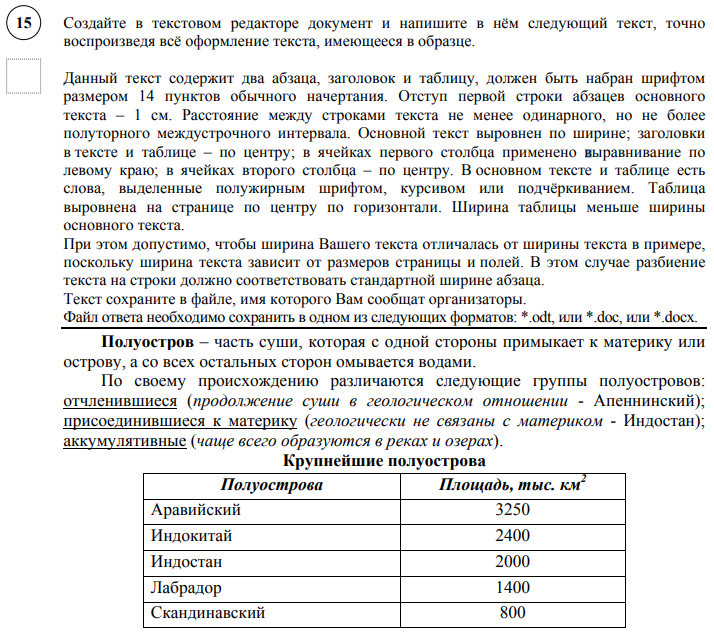 15
Создайте в текстовом редакторе документ и напишите в нём следующий текст, точно
воспроизведя всё оформление текста, имеющееся в образце.
Данный текст содержит два абзаца, заголовок и таблицу, должен быть набран шрифтом
размером 14 пунктов обычного начертания. Отступ первой строки абзацев основного
текста – 1 см. Расстояние между строками текста не менее одинарного, но не более
полуторного междустрочного интервала. Основной текст выровнен по ширине; заголовки
в тексте и таблице – по центру; в ячейках первого столбца применено выравнивание по
левому краю; в ячейках второго столбца – по центру. В основном тексте и таблице есть
слова, выделенные полужирным шрифтом, курсивом или подчёркиванием. Таблица
выровнена на странице по центру по горизонтали. Ширина таблицы меньше ширины
основного текста.
При этом допустимо, чтобы ширина Вашего текста отличалась от ширины текста в примере,
поскольку ширина текста зависит от размеров страницы и полей. В этом случае разбиение
текста на строки должно соответствовать стандартной ширине абзаца.
Текст сохраните в файле, имя которого Вам сообщат организаторы.
Файл ответа необходимо сохранить в одном из следующих форматов: *.odt, или *.doc, или *.docx.
Полуостров – часть суши, которая с одной стороны примыкает к материку или
острову, а со всех остальных сторон омывается водами.
По своему происхождению различаются следующие группы полуостровов:
отчленившиеся (продолжение суши в геологическом отношении - Апеннинский);
присоединившиеся к материку (геологически не связаны с материком - Индостан);
аккумулятивные (чаще всего образуются в реках и озерах).
Крупнейшие полуострова
Полуострова Площадь, тыс. км²
Аравийский 3250
Индокитай 2400
Индостан 2000
Лабрадор 1400
Скандинавский 800